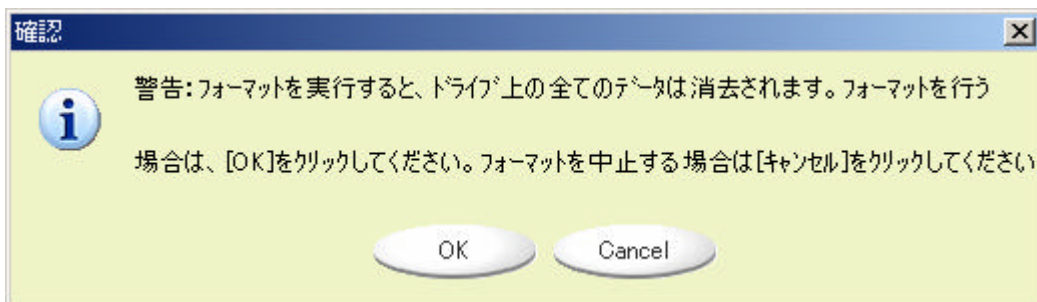 確認
警告:フォーマットを実行すると、ドライブ上の全てのデータは消去されます。フォーマットを行う
場合は、[OK]をクリックしてください。フォーマットを中止する場合は[キャンセル]をクリックしてください
OK Cancel